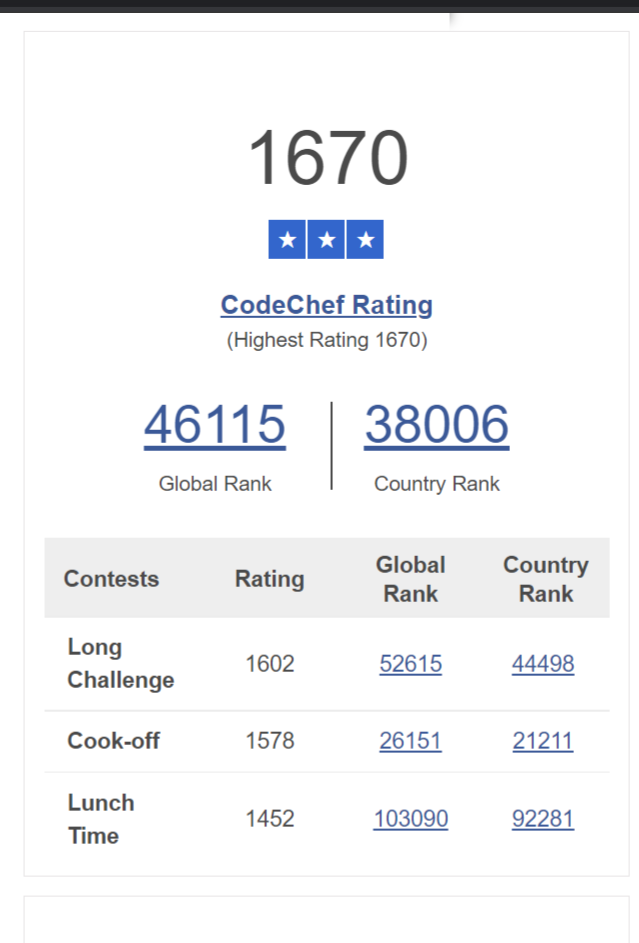 1670
★ ★ ★
CodeChef Rating
(Highest Rating 1670)
46115 38006
Global Rank Country Rank
Contests Rating Global Rank Country Rank
Long Challenge 1602 52615 44498
Cook-off 1578 26151 21211
Lunch Time 1452 103090 92281